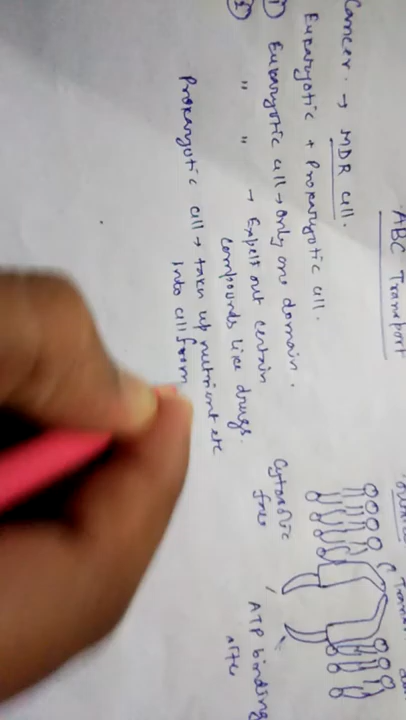 ABC Transport
Cancer. → MDR cell.
Eukaryotic + Prokaryotic cell.
① Eukaryotic cell → only one domain.
② " " → Expels out certain
compounds like drugs.
Prokaryotic cell → taken up nutrient etc
into cell from
Cytosolic
face
ATP binding
site